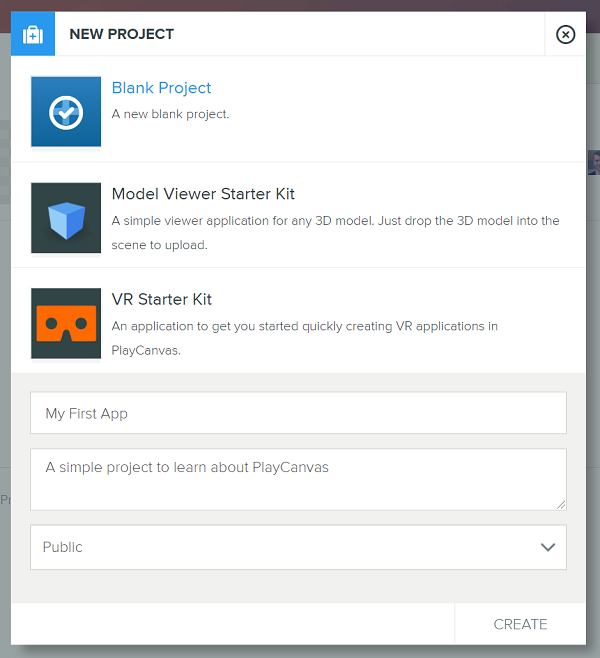 NEW PROJECT
Blank Project
A new blank project.
Model Viewer Starter Kit
A simple viewer application for any 3D model. Just drop the 3D model into the
scene to upload.
VR Starter Kit
An application to get you started quickly creating VR applications in
PlayCanvas.
My First App
A simple project to learn about PlayCanvas
Pr
Public
CREATE